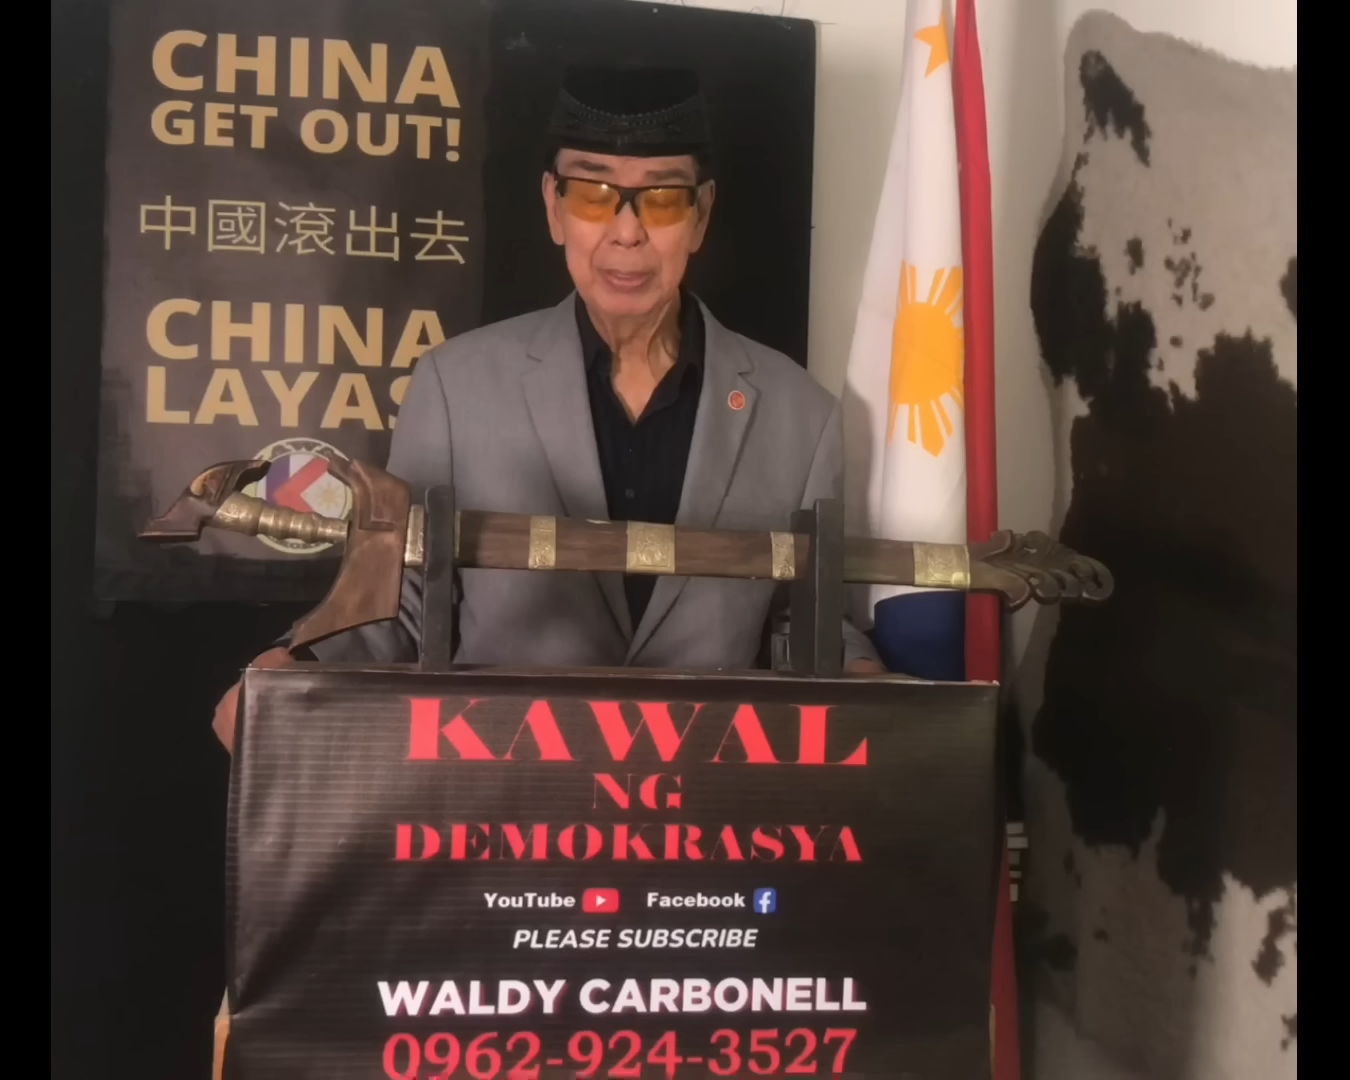 CHINA
GET OUT!
中國滾出去
CHINA
LAYAS
KAWAL
NG
DEMOKRASYA
YouTube Facebook
PLEASE SUBSCRIBE
WALDY CARBONELL
0962-924-3527